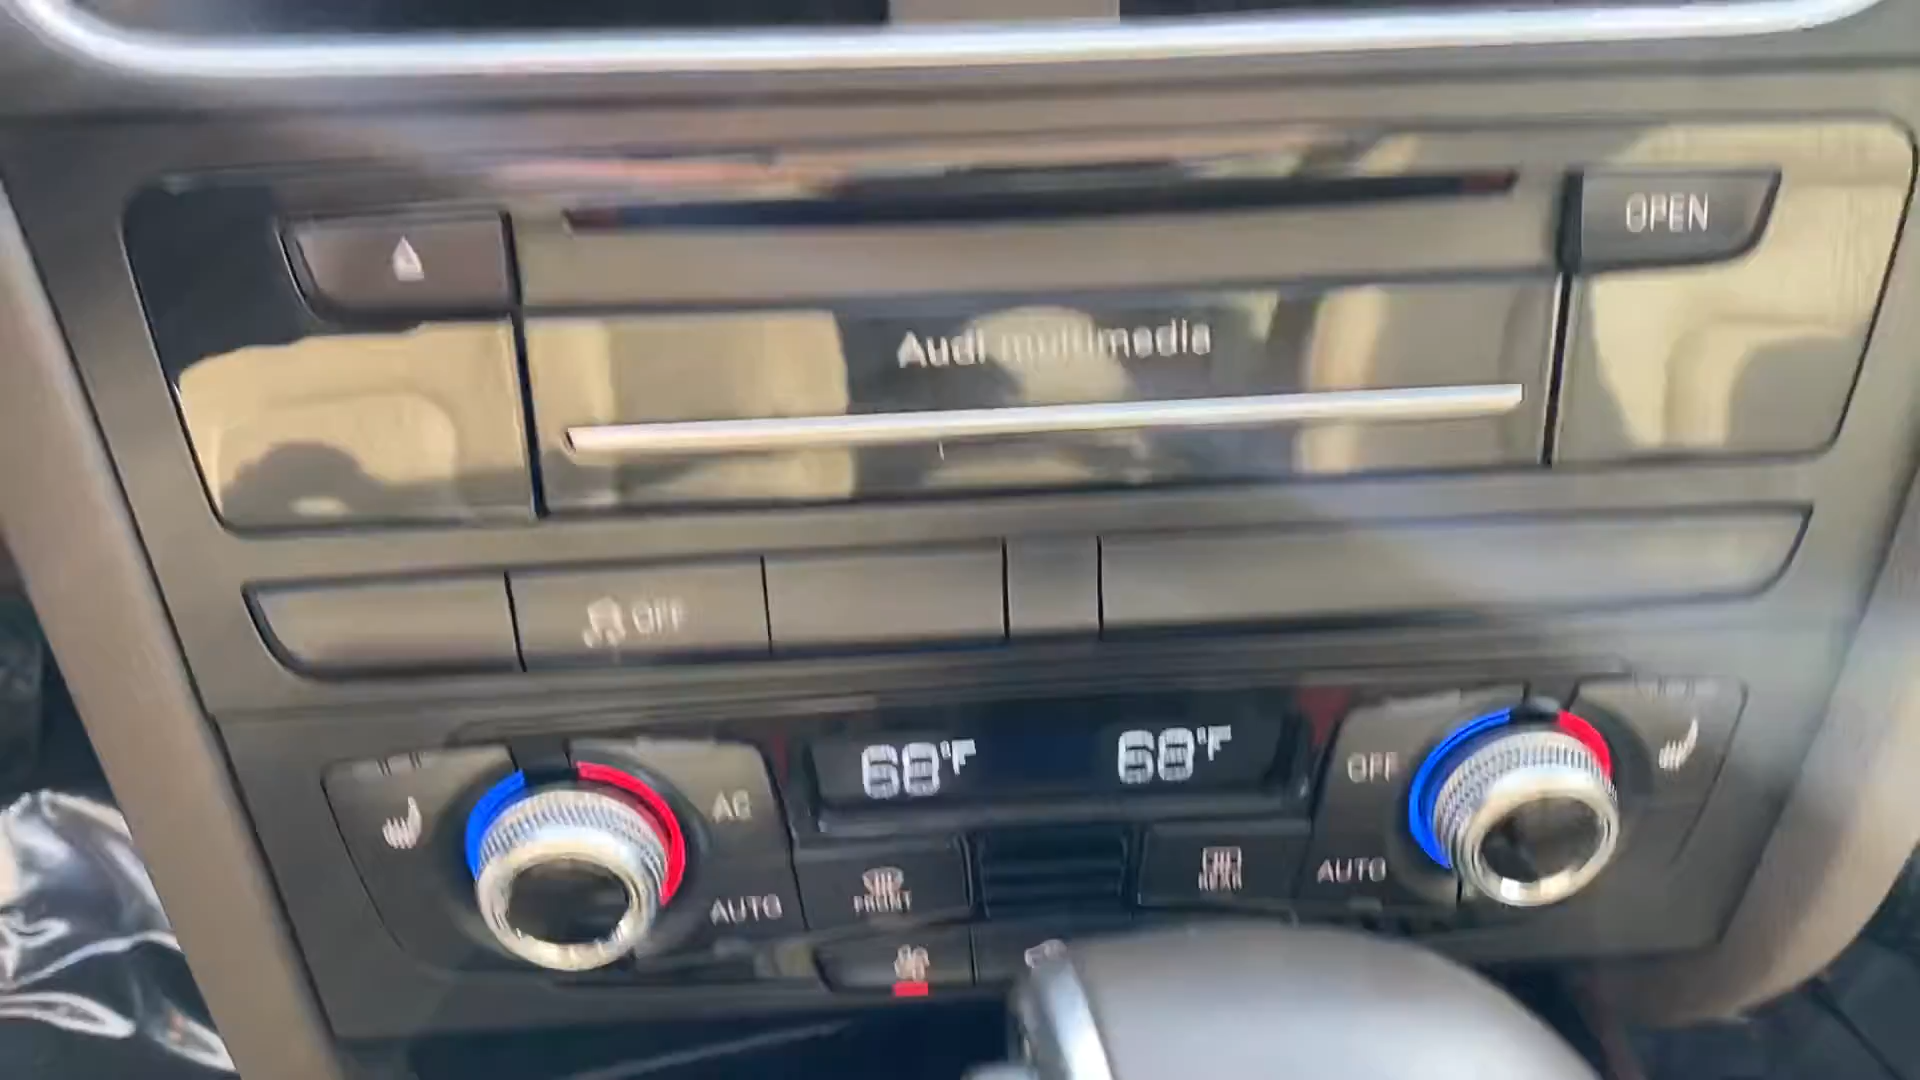 OPEN
Audi multimedia
OFF
68°F
68°F
OFF
AC
AUTO
FRONT
REAR
AUTO